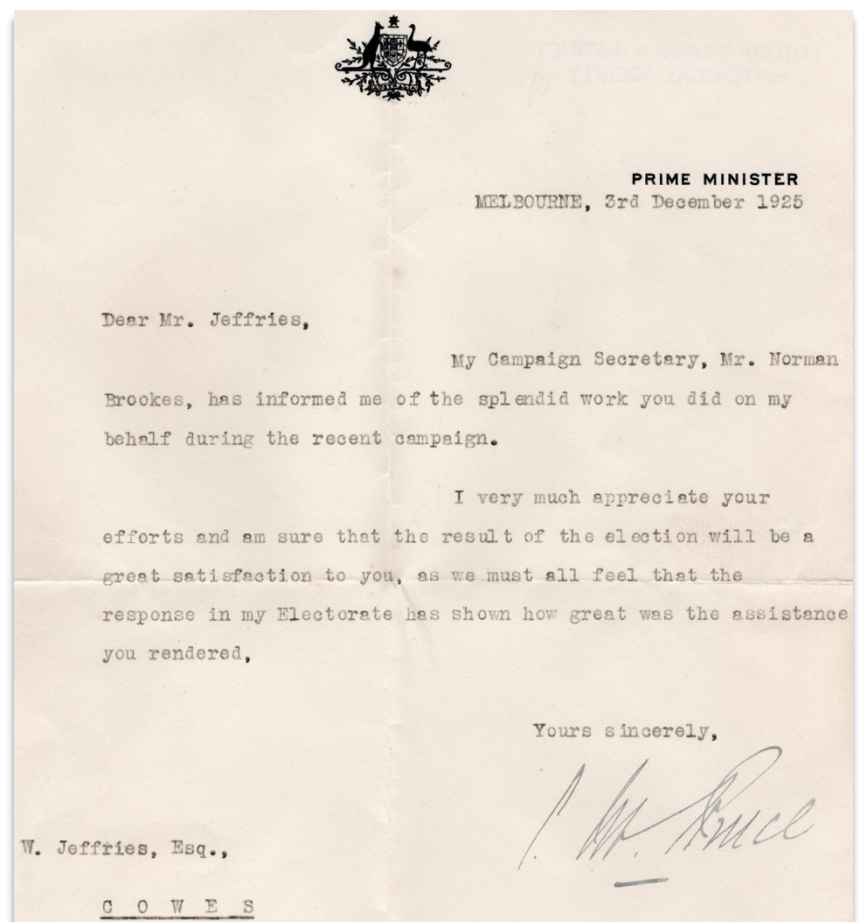 PRIME MINISTER
MELBOURNE, 3rd December 1925
Dear Mr. Jeffries,
My Campaign Secretary, Mr. Norman
Brookes, has informed me of the splendid work you did on my
behalf during the recent campaign.
I very much appreciate your
efforts and am sure that the result of the election will be a
great satisfaction to you, as we must all feel that the
response in my Electorate has shown how great was the assistance
you rendered,
Yours sincerely,
S. M. Bruce
W. Jeffries, Esq.,
C O W E S